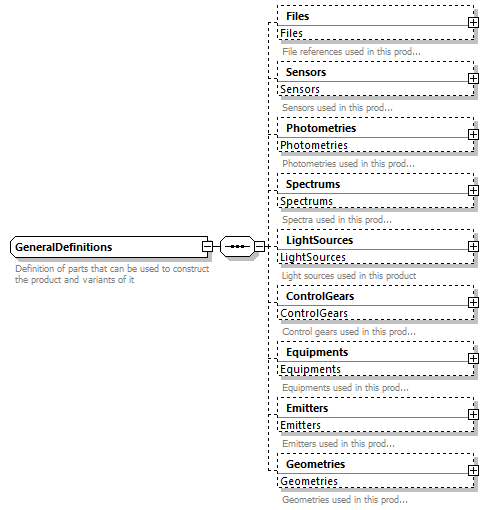 Files
Files
File references used in this prod...
Sensors
Sensors
Sensors used in this prod...
Photometries
Photometries
Photometries used in this prod...
Spectrums
Spectrums
Spectra used in this prod...
GeneralDefinitions
Definition of parts that can be used to construct
the product and variants of it
LightSources
LightSources
Light sources used in this product
ControlGears
ControlGears
Control gears used in this prod...
Equipments
Equipments
Equipments used in this prod...
Emitters
Emitters
Emitters used in this prod...
Geometries
Geometries
Geometries used in this prod...